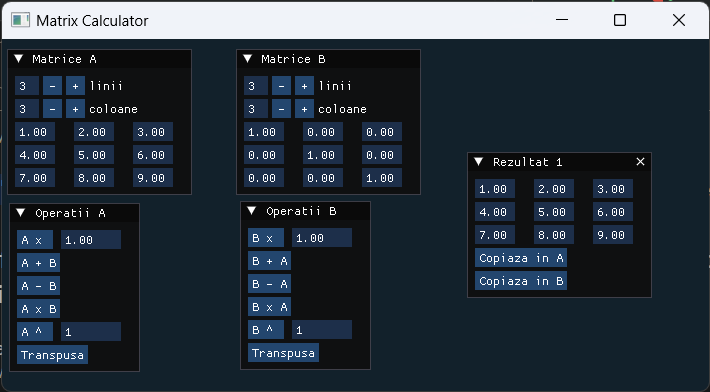 Matrix Calculator
▼ Matrice A
3 - + linii
3 - + coloane
1.00 2.00 3.00
4.00 5.00 6.00
7.00 8.00 9.00
▼ Operatii A
A x 1.00
A + B
A - B
A x B
A ^ 1
Transpusa
▼ Matrice B
3 - + linii
3 - + coloane
1.00 0.00 0.00
0.00 1.00 0.00
0.00 0.00 1.00
▼ Operatii B
B x 1.00
B + A
B - A
B x A
B ^ 1
Transpusa
▼ Rezultat 1
1.00 2.00 3.00
4.00 5.00 6.00
7.00 8.00 9.00
Copiaza in A
Copiaza in B